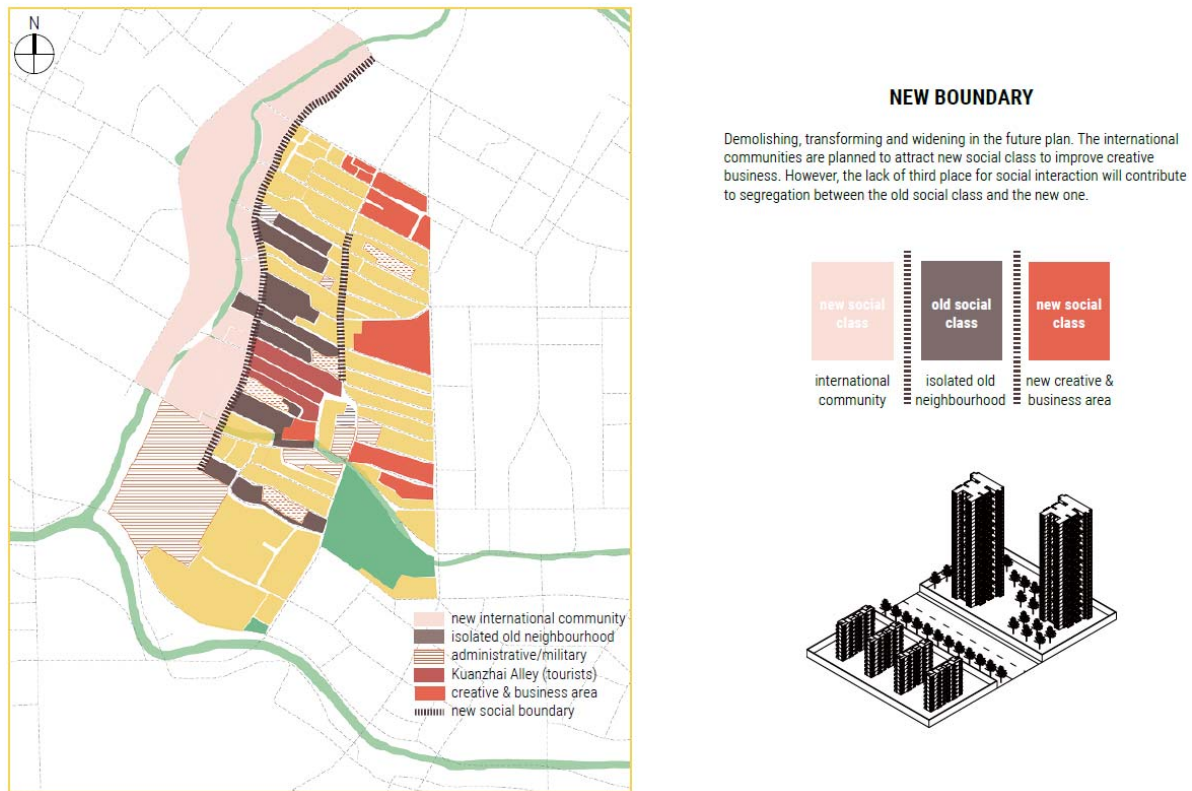 N
new international community
isolated old neighbourhood
administrative/military
Kuanzhai Alley (tourists)
creative & business area
new social boundary
NEW BOUNDARY
Demolishing, transforming and widening in the future plan. The international
communities are planned to attract new social class to improve creative
business. However, the lack of third place for social interaction will contribute
to segregation between the old social class and the new one.
new social
class
old social
class
new social
class
international
community
isolated old
neighbourhood
new creative &
business area